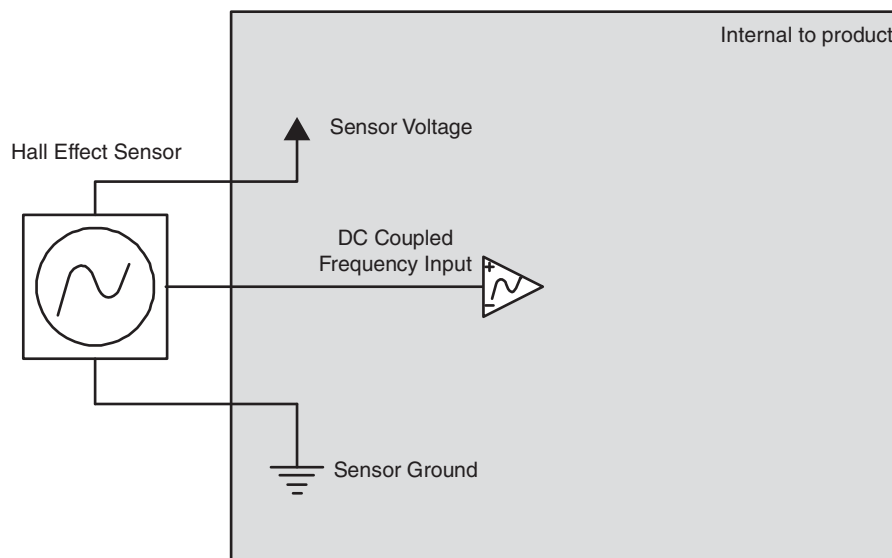 Internal to product
Sensor Voltage
Hall Effect Sensor
DC Coupled
Frequency Input
+
−
Sensor Ground